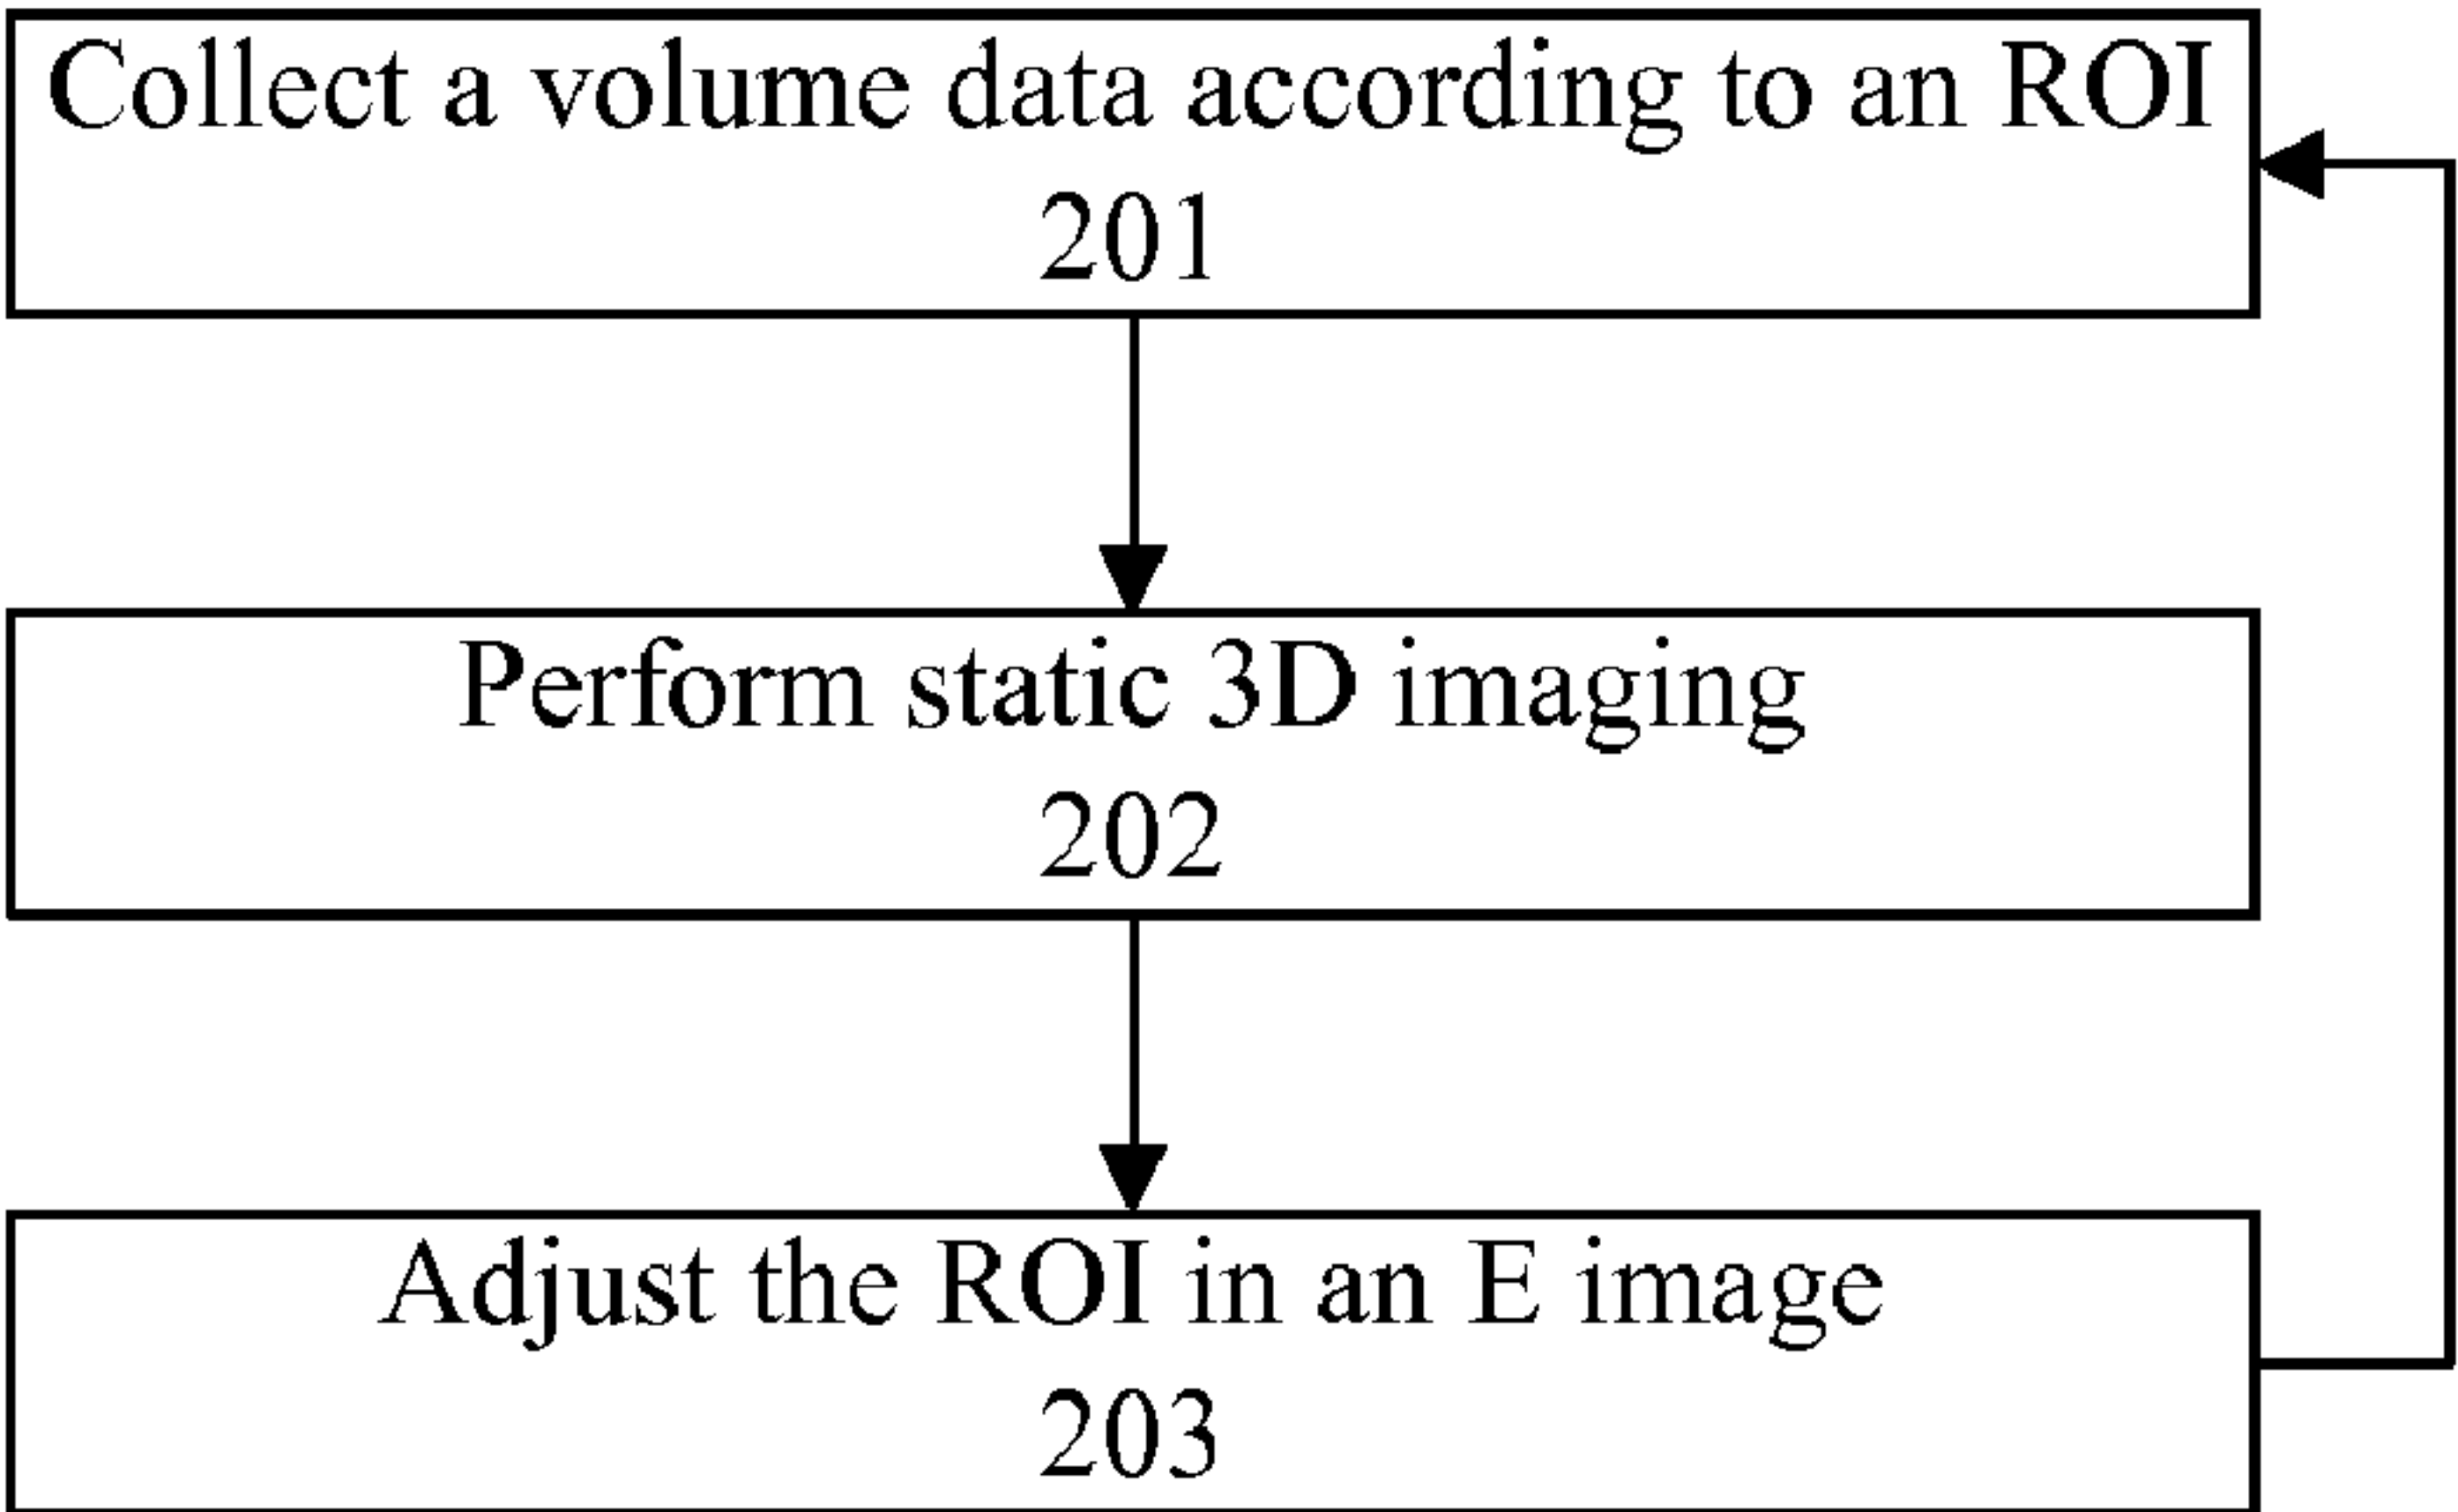 Collect a volume data according to an ROI
201
Perform static 3D imaging
202
Adjust the ROI in an E image
203